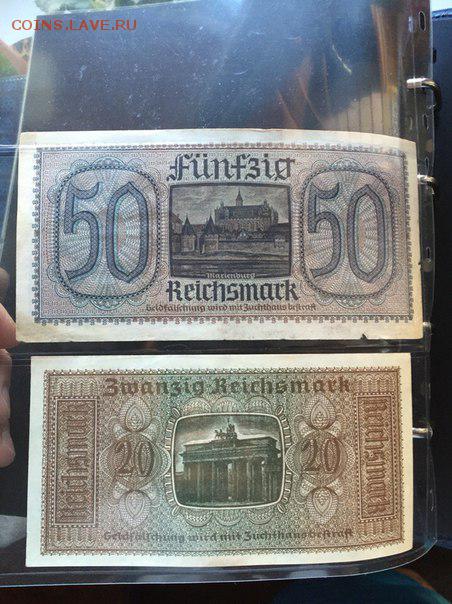 COINS.LAVE.RU
Fünfzig
50 50
Marienburg
Reichsmark
Geldfälschung wird mit Zuchthaus bestraft
Zwanzig Reichsmark
Reichsmark
20 20
Reichsmark
Geldfälschung wird mit Zuchthaus bestraft